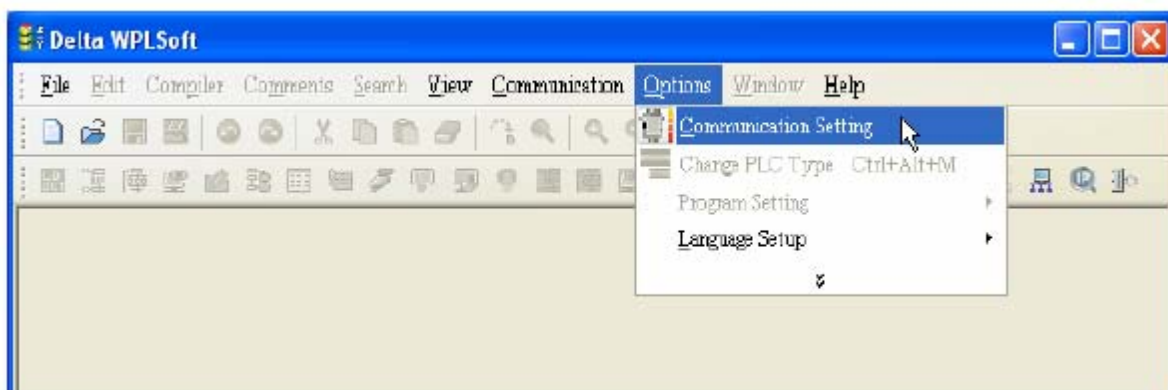 Delta WPLSoft
File Edit Compiler Comments Search View Communication Options Window Help
Communication Setting
Change PLC Type Ctrl+Alt+M
Program Setting
Language Setup